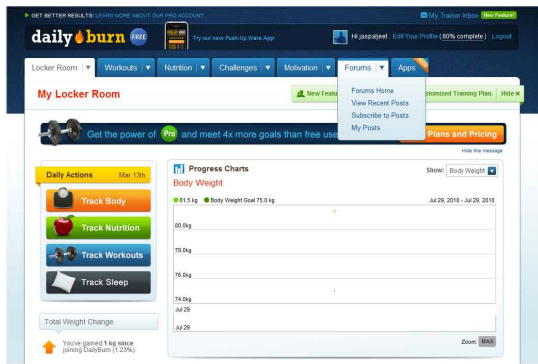 GET BETTER RESULTS! LEARN MORE ABOUT OUR PRO ACCOUNT
My Trainer Inbox New Feature!
daily burn FREE
Try our new Push-Up Wars App!
Hi jaspaljeet Edit Your Profile (80% complete) Logout
Locker Room Workouts Nutrition Challenges Motivation Forums Apps
My Locker Room
New Featu
stomized Training Plan. Hide x
Forums Home
View Recent Posts
Subscribe to Posts
My Posts
Get the power of Pro and meet 4x more goals than free use
Plans and Pricing
Hide this message
Daily Actions Mar 13th
Track Body
Track Nutrition
Track Workouts
Track Sleep
Progress Charts
Show: Body Weight
Body Weight
81.5 kg Body Weight Goal 75.0 kg
Jul 29, 2010 - Jul 29, 2010
80.0kg
78.0kg
76.0kg
74.0kg
Jul 29
Jul 29
Zoom: MAX
Total Weight Change
You've gained 1 kg since
joining DailyBurn (1.23%).